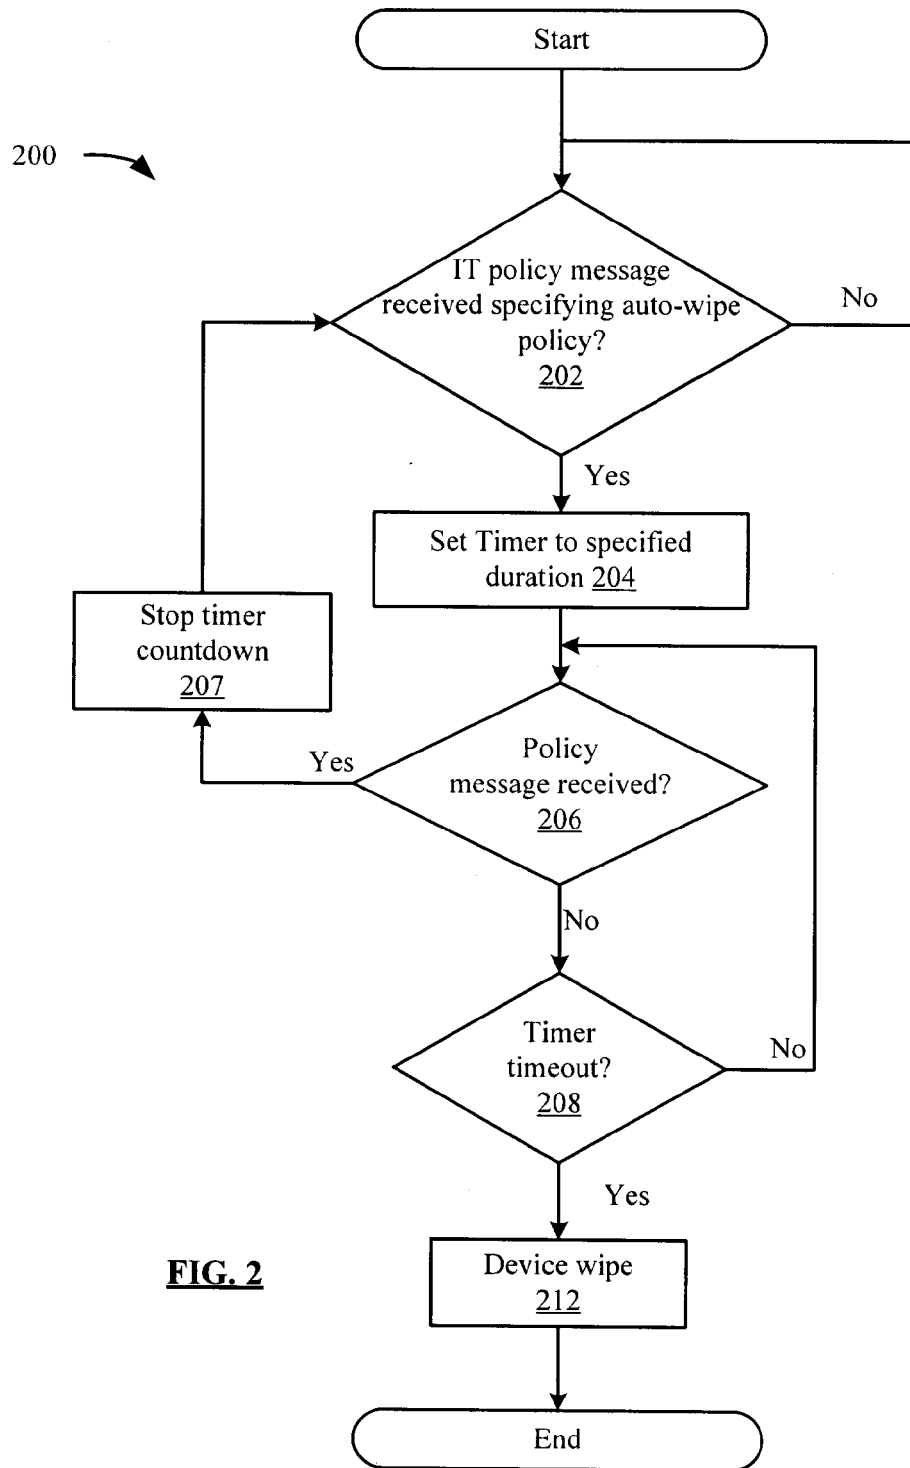 Start
200
IT policy message
received specifying auto-wipe
policy?
202
No
Yes
Set Timer to specified
duration 204
Stop timer
countdown
207
Yes
Policy
message received?
206
No
Timer
timeout?
208
No
Yes
Device wipe
212
FIG. 2
End